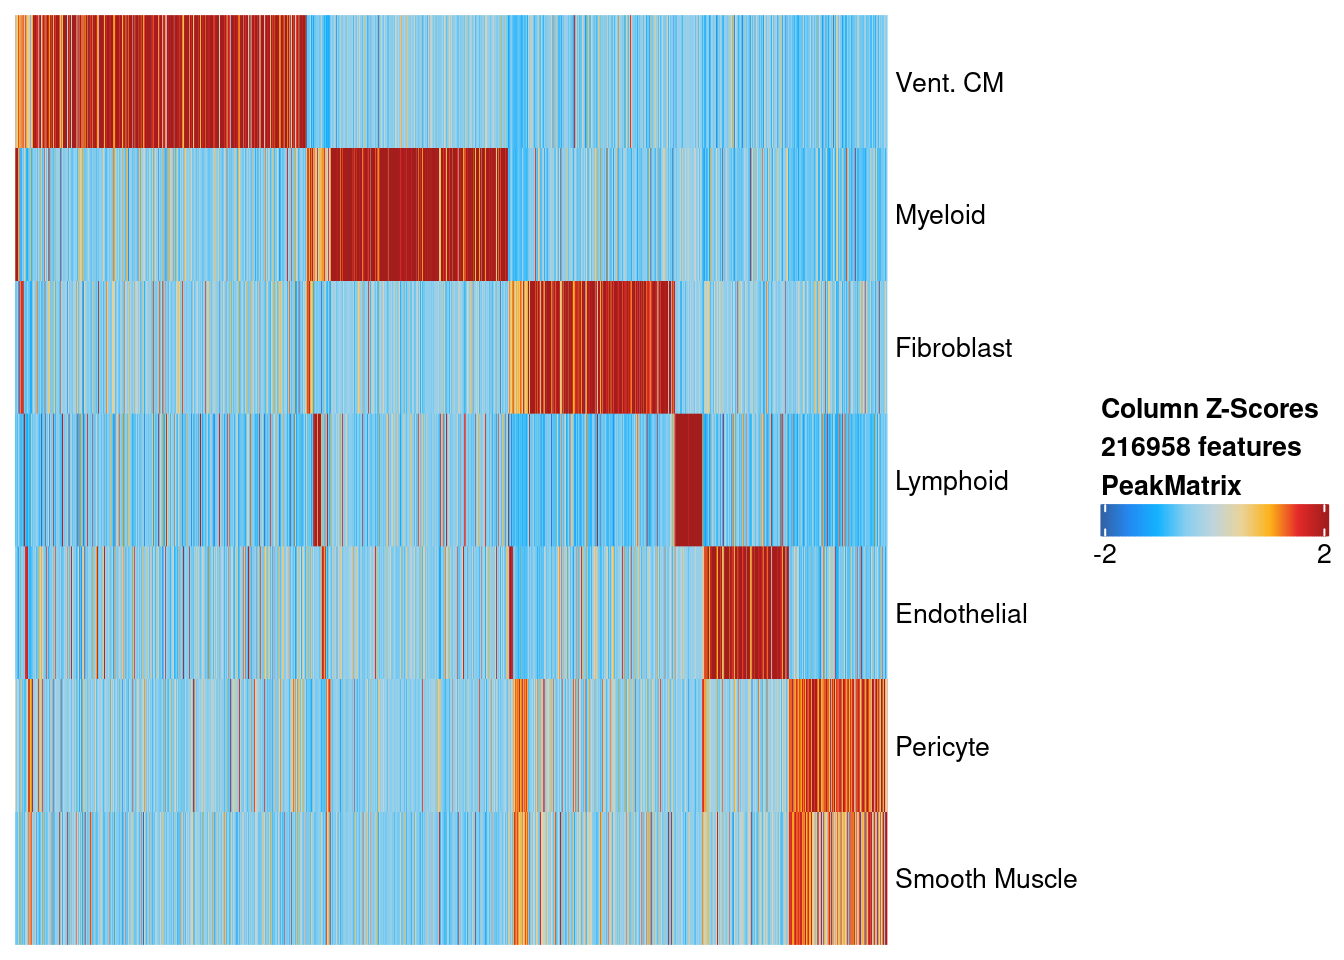 Vent. CM
Myeloid
Fibroblast
Lymphoid
Endothelial
Pericyte
Smooth Muscle
Column Z-Scores
216958 features
PeakMatrix
-2 2